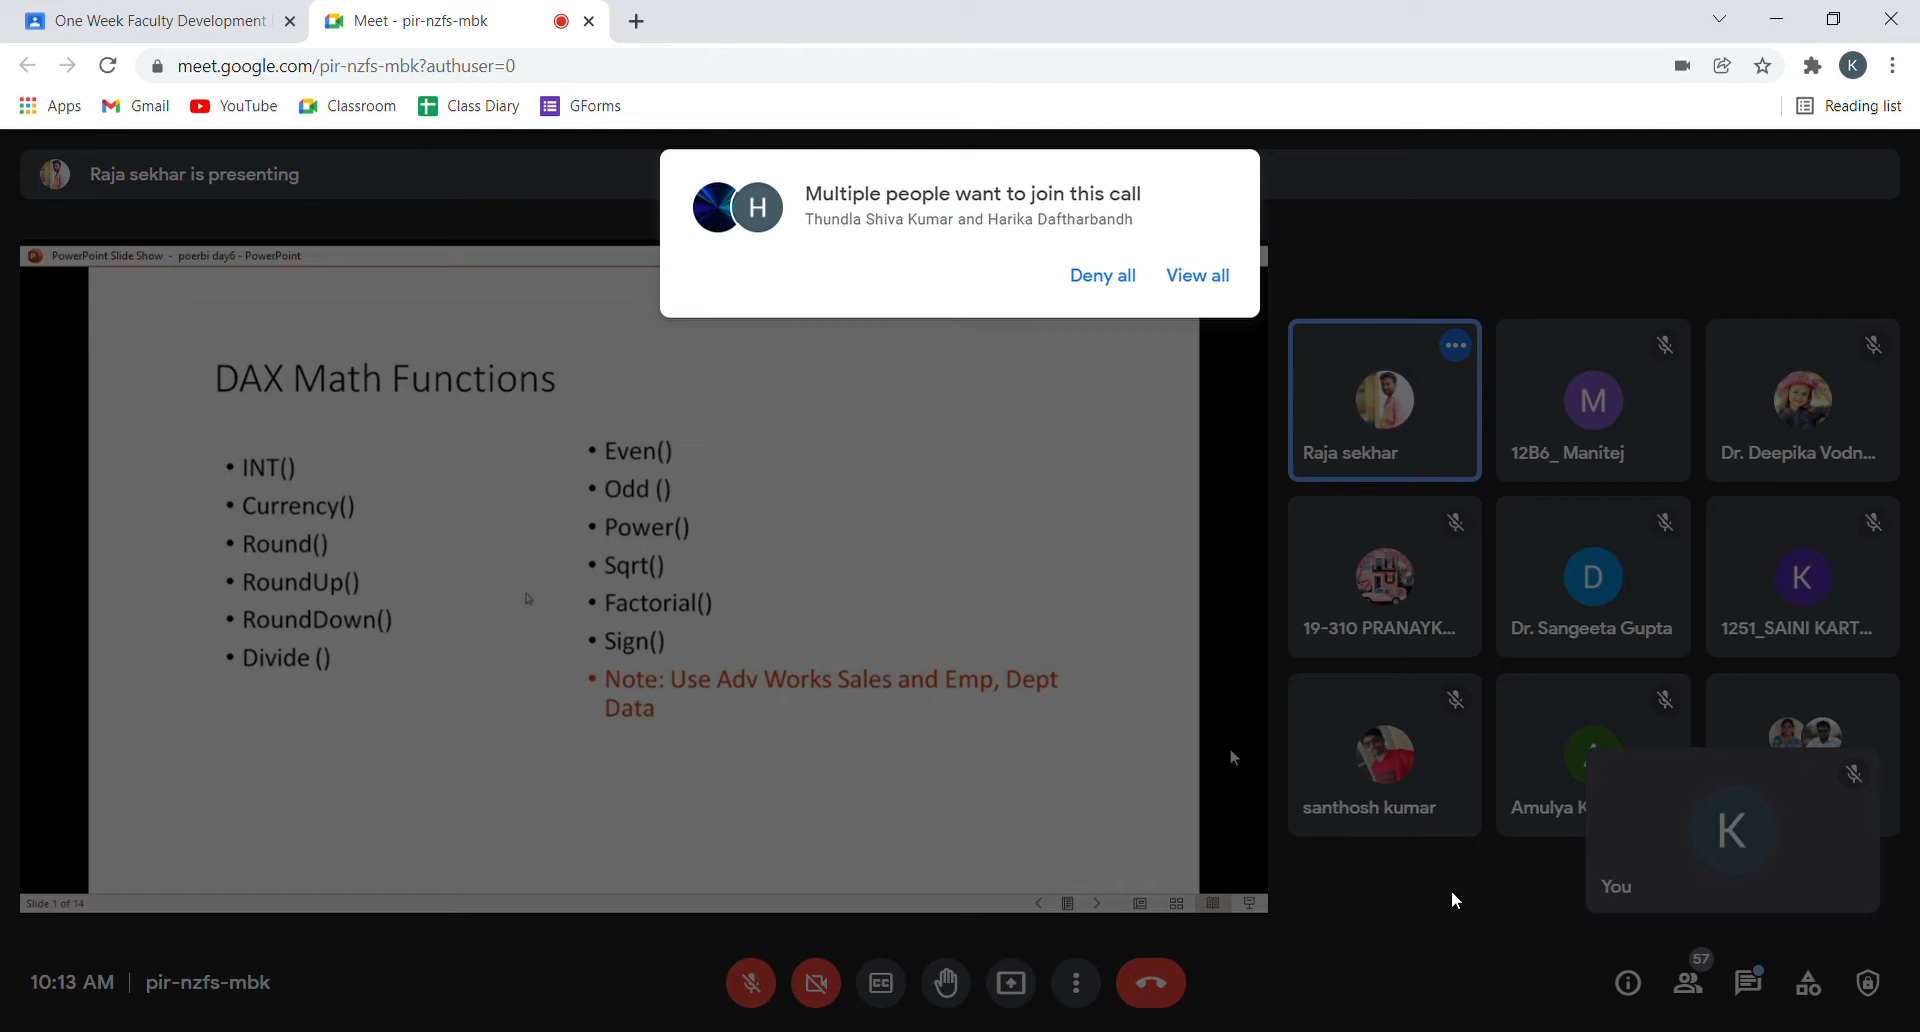 One Week Faculty Development
Meet - pir-nzfs-mbk
meet.google.com/pir-nzfs-mbk?authuser=0
K
Apps
Gmail
YouTube
Classroom
Class Diary
GForms
Reading list
Raja sekhar is presenting
H
Multiple people want to join this call
Thundla Shiva Kumar and Harika Daftharbandh
Deny all
View all
PowerPoint Slide Show - poerbi day6 - PowerPoint
DAX Math Functions
• INT()
• Currency()
• Round()
• RoundUp()
• RoundDown()
• Divide ()
• Even()
• Odd ()
• Power()
• Sqrt()
• Factorial()
• Sign()
• Note: Use Adv Works Sales and Emp, Dept
Data
Slide 1 of 14
Raja sekhar
M
12B6_ Manitej
Dr. Deepika Vodn...
19-310 PRANAYK...
D
Dr. Sangeeta Gupta
K
1251_SAINI KART...
santhosh kumar
Amulya K
K
You
10:13 AM | pir-nzfs-mbk
CC
57